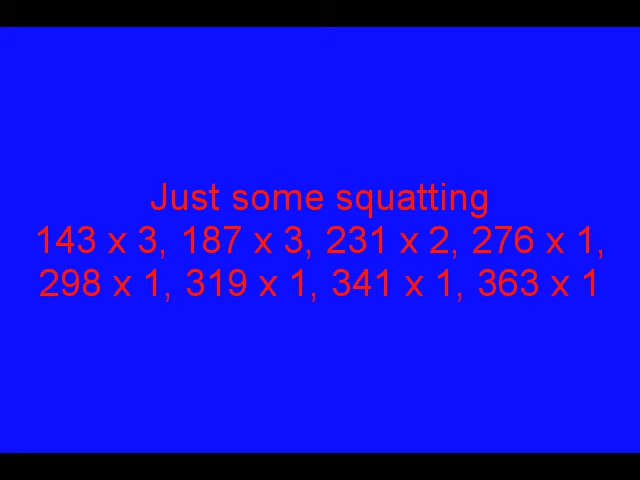 Just some squatting
143 x 3, 187 x 3, 231 x 2, 276 x 1,
298 x 1, 319 x 1, 341 x 1, 363 x 1